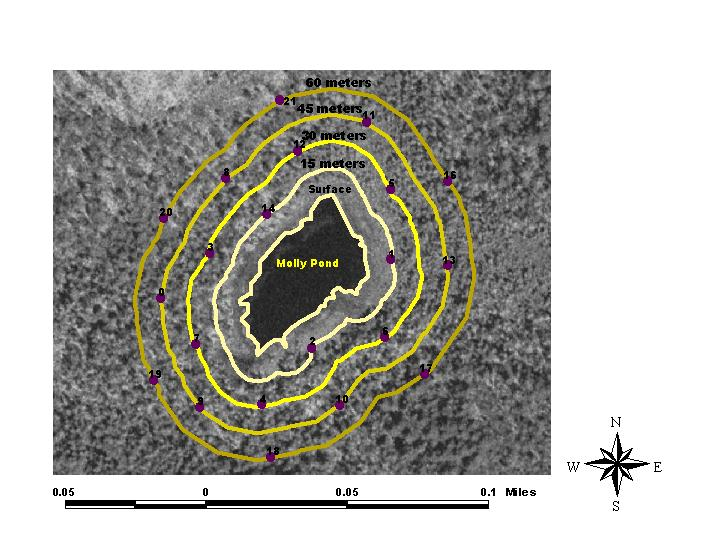 60 meters
21
45 meters
11
30 meters
12
15 meters
8
16
5
Surface
14
20
3
1
13
Molly Pond
0
6
7
2
19
17
9
4
10
18
N
W E
S
0.05 0 0.05 0.1 Miles